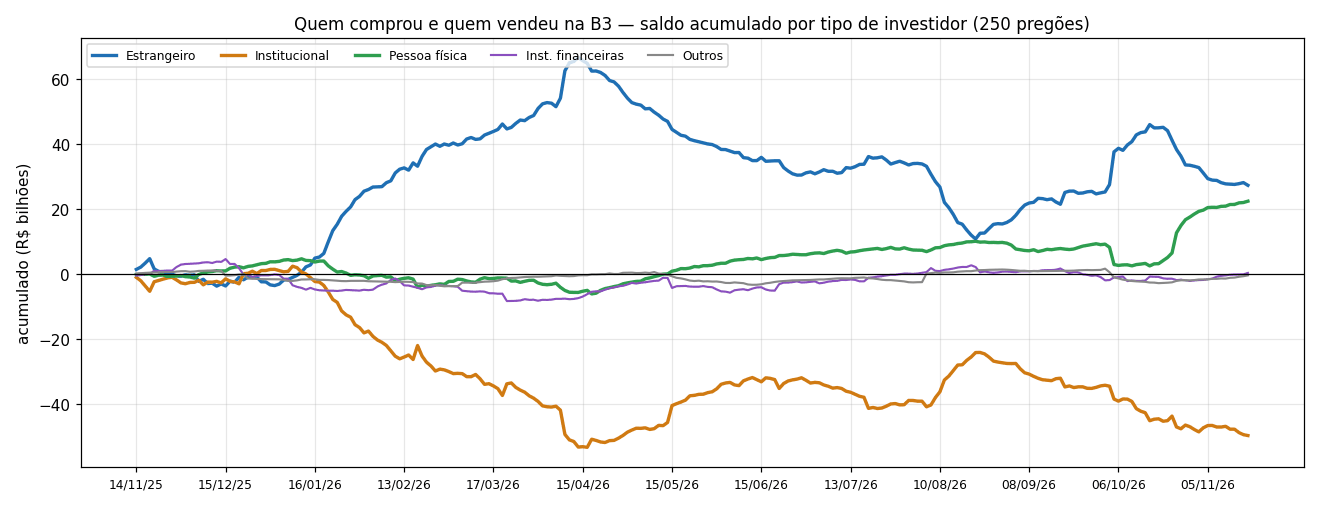 Quem comprou e quem vendeu na B3 — saldo acumulado por tipo de investidor (250 pregões)
Estrangeiro Institucional Pessoa física Inst. financeiras Outros
acumulado (R$ bilhões)
60
40
20
0
−20
−40
14/11/25 15/12/25 16/01/26 13/02/26 17/03/26 15/04/26 15/05/26 15/06/26 13/07/26 10/08/26 08/09/26 06/10/26 05/11/26